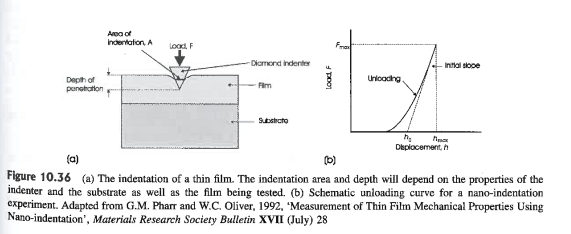 Area of
indentation, A
Load, F
Diamond indenter
Depth of
penetration
Film
Substrate
(a)
Fmax
Load, F
Unloading
Initial slope
h₀
hmax
Displacement, h
(b)
Figure 10.36 (a) The indentation of a thin film. The indentation area and depth will depend on the properties of the
indenter and the substrate as well as the film being tested. (b) Schematic unloading curve for a nano-indentation
experiment. Adapted from G.M. Pharr and W.C. Oliver, 1992, ‘Measurement of Thin Film Mechanical Properties Using
Nano-indentation’, Materials Research Society Bulletin XVII (July) 28